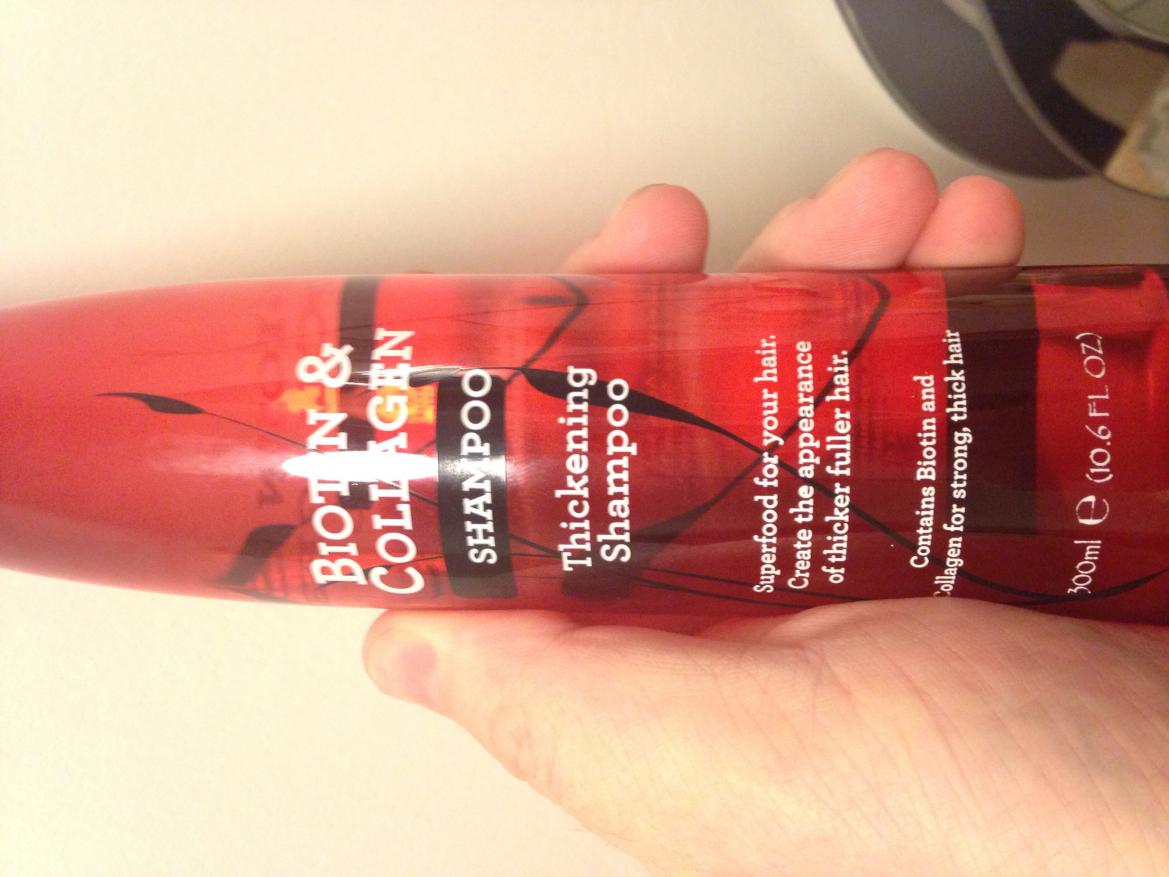 BIOTIN &
COLLAGEN
SHAMPOO
Thickening
Shampoo
Superfood for your hair.
Create the appearance
of thicker fuller hair.
Contains Biotin and
Collagen for strong, thick hair
300ml e (10.6 FL OZ)